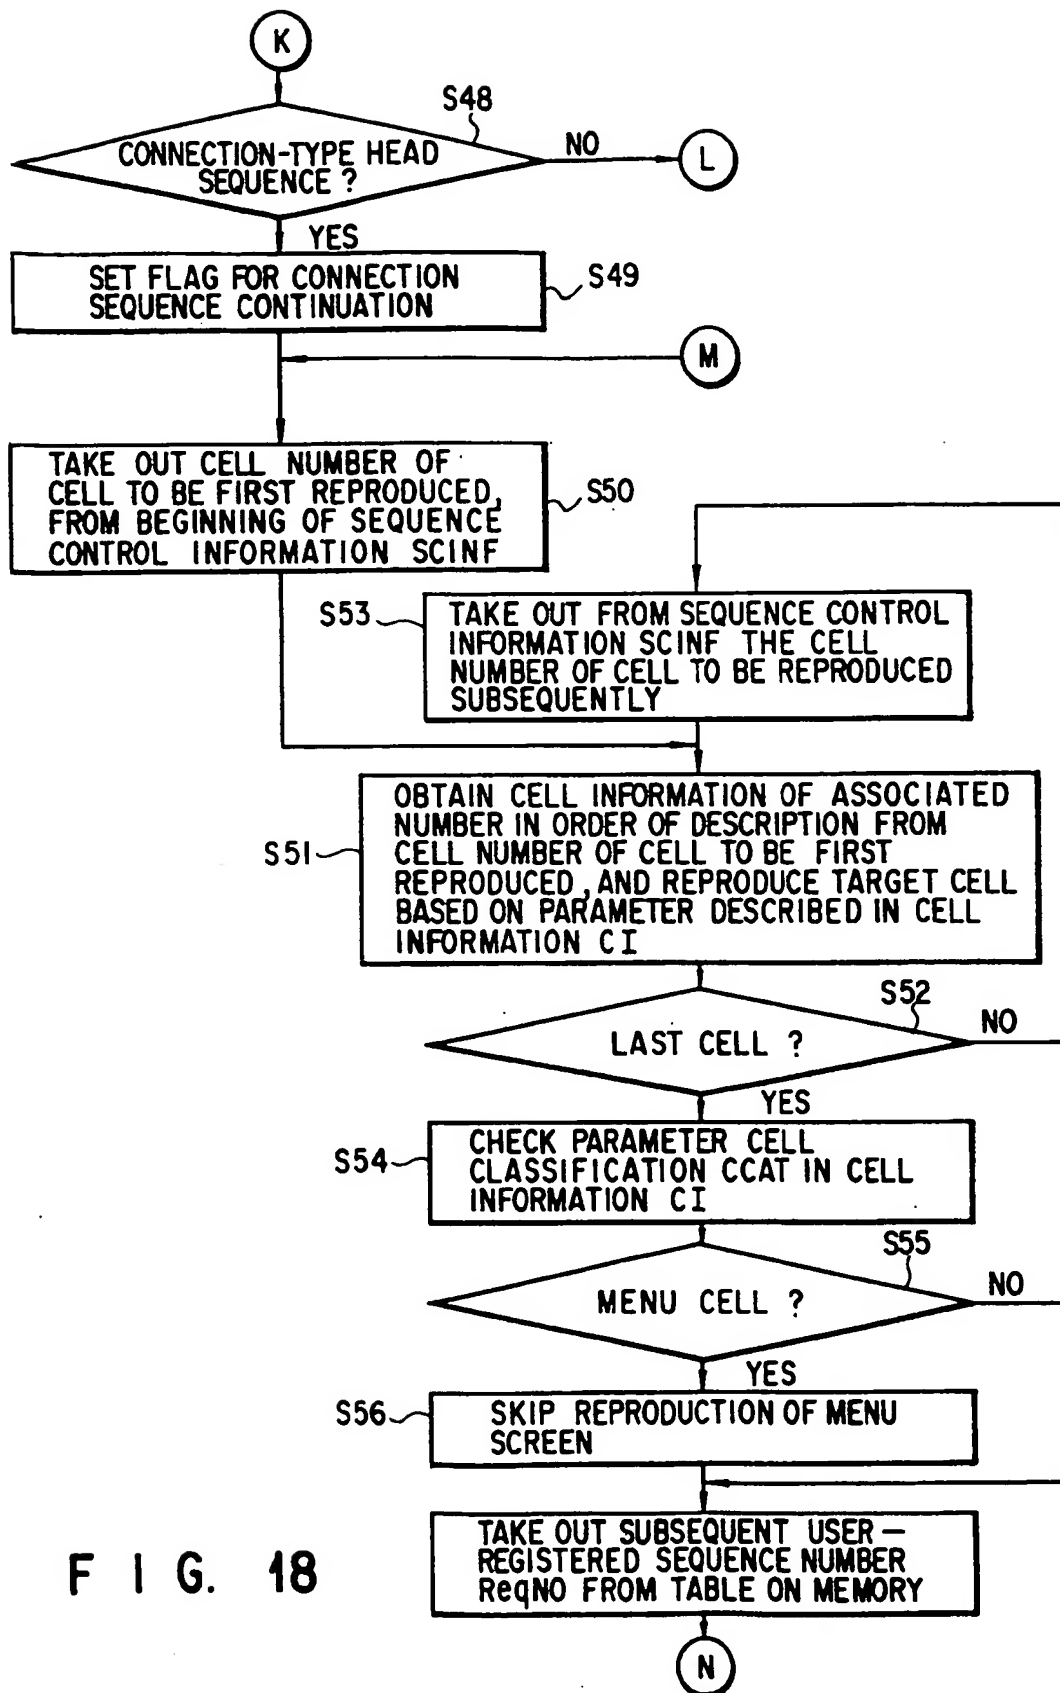 K
S48
CONNECTION-TYPE HEAD
SEQUENCE ?
NO
L
YES
SET FLAG FOR CONNECTION
SEQUENCE CONTINUATION
S49
M
TAKE OUT CELL NUMBER OF
CELL TO BE FIRST REPRODUCED,
FROM BEGINNING OF SEQUENCE
CONTROL INFORMATION SCINF
S50
S53
TAKE OUT FROM SEQUENCE CONTROL
INFORMATION SCINF THE CELL
NUMBER OF CELL TO BE REPRODUCED
SUBSEQUENTLY
S51
OBTAIN CELL INFORMATION OF ASSOCIATED
NUMBER IN ORDER OF DESCRIPTION FROM
CELL NUMBER OF CELL TO BE FIRST
REPRODUCED, AND REPRODUCE TARGET CELL
BASED ON PARAMETER DESCRIBED IN CELL
INFORMATION CI
S52
LAST CELL ?
NO
YES
S54
CHECK PARAMETER CELL
CLASSIFICATION CCAT IN CELL
INFORMATION CI
S55
MENU CELL ?
NO
YES
S56
SKIP REPRODUCTION OF MENU
SCREEN
TAKE OUT SUBSEQUENT USER-
REGISTERED SEQUENCE NUMBER
ReqNO FROM TABLE ON MEMORY
N
FIG. 18